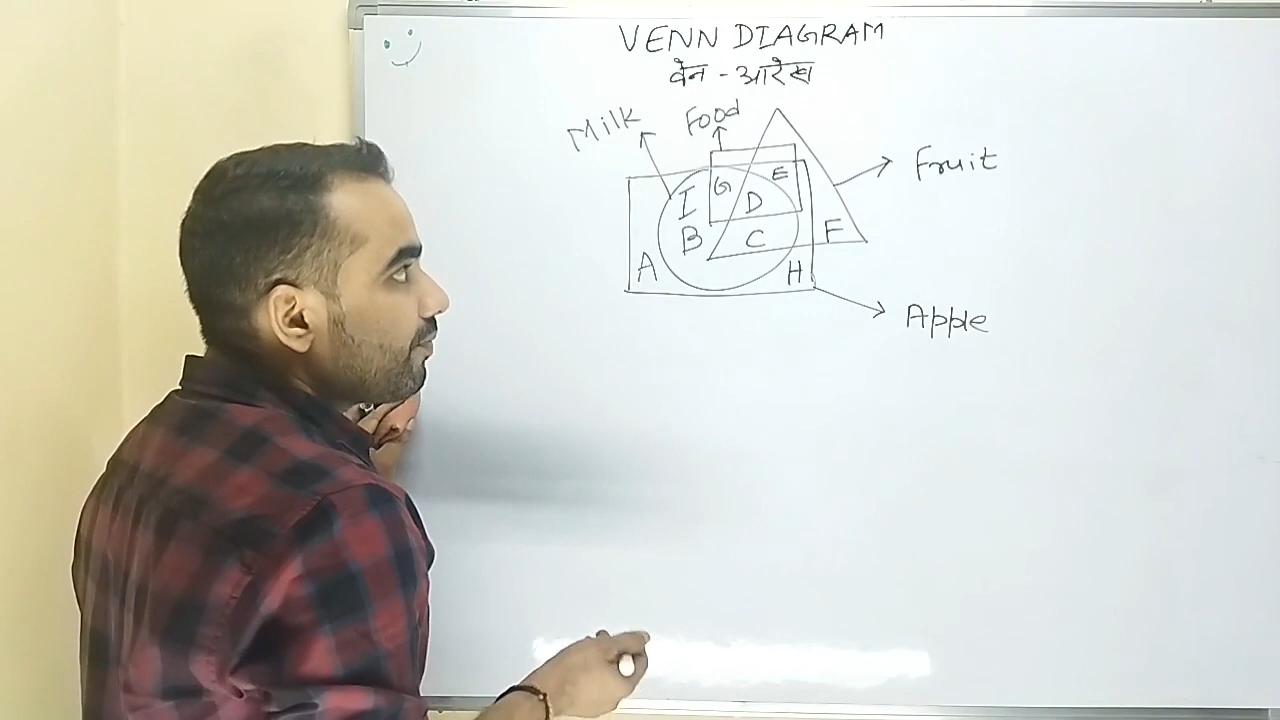 VENN DIAGRAM
वेन - आरेख
Milk Food
Fruit
I G D E
B C F
A H
Apple